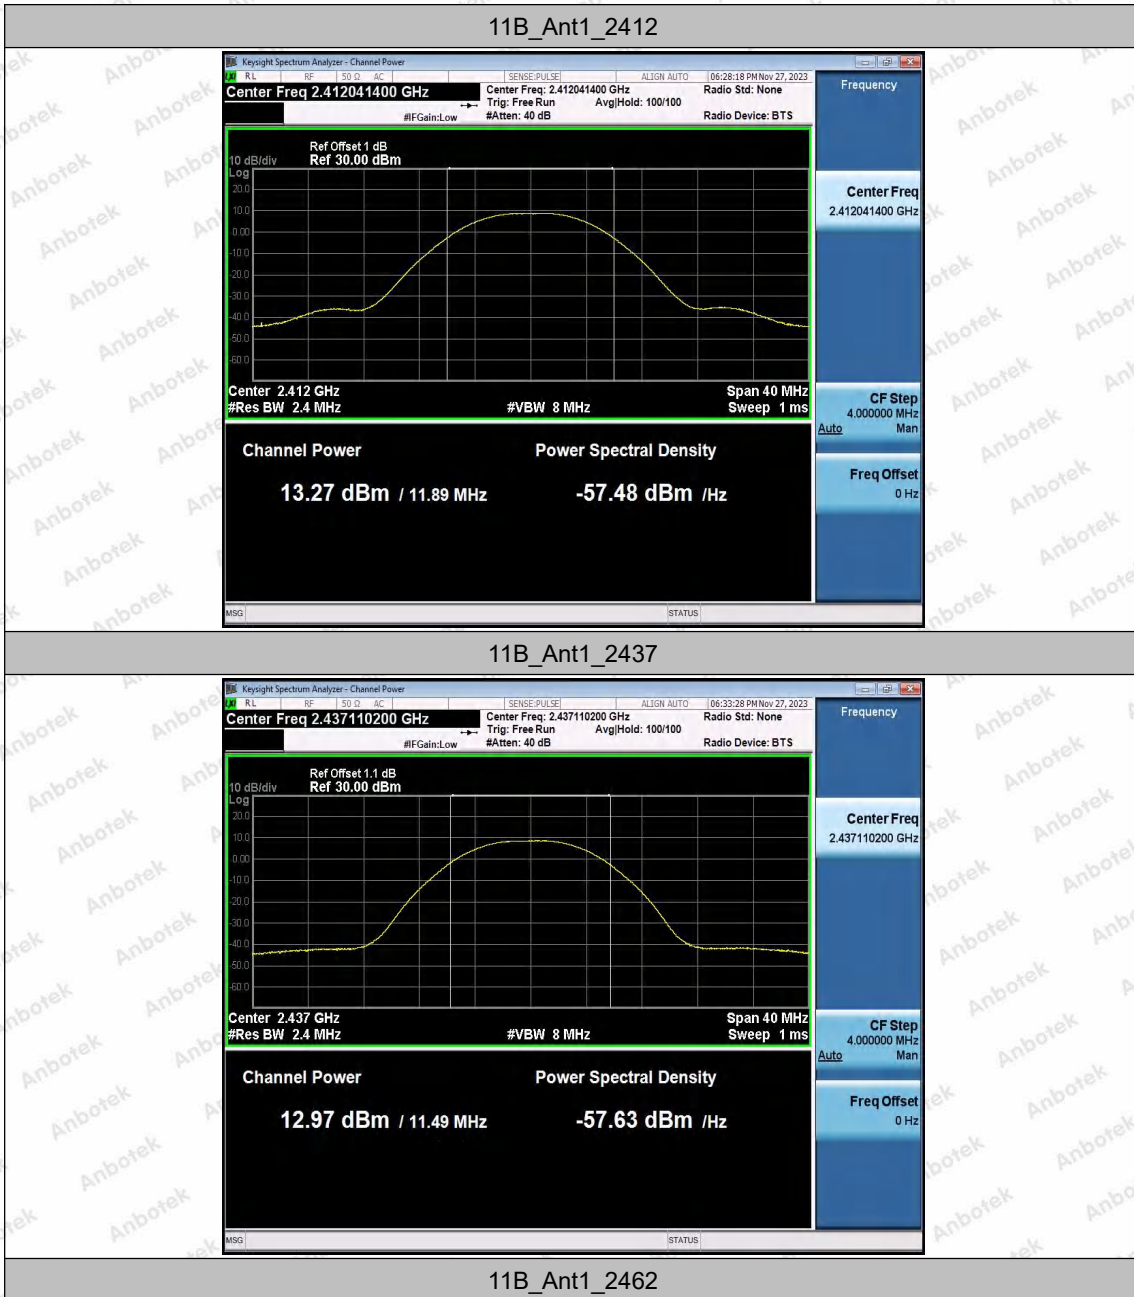 11B_Ant1_2412
Keysight Spectrum Analyzer - Channel Power
LXI RL RF 50 Ω AC SENSE:PULSE ALIGN AUTO 06:28:18 PM Nov 27, 2023
Center Freq 2.412041400 GHz
Center Freq: 2.412041400 GHz Radio Std: None
Trig: Free Run Avg|Hold: 100/100
#IFGain:Low #Atten: 40 dB Radio Device: BTS
Frequency
Ref Offset 1 dB
10 dB/div Ref 30.00 dBm
Log
20.0
10.0
0.00
-10.0
-20.0
-30.0
-40.0
-50.0
-60.0
Center Freq
2.412041400 GHz
Center 2.412 GHz Span 40 MHz
#Res BW 2.4 MHz #VBW 8 MHz Sweep 1 ms
CF Step
4.000000 MHz
Auto Man
Channel Power Power Spectral Density
13.27 dBm / 11.89 MHz -57.48 dBm /Hz
Freq Offset
0 Hz
MSG STATUS
11B_Ant1_2437
Keysight Spectrum Analyzer - Channel Power
LXI RL RF 50 Ω AC SENSE:PULSE ALIGN AUTO 06:33:28 PM Nov 27, 2023
Center Freq 2.437110200 GHz
Center Freq: 2.437110200 GHz Radio Std: None
Trig: Free Run Avg|Hold: 100/100
#IFGain:Low #Atten: 40 dB Radio Device: BTS
Frequency
Ref Offset 1.1 dB
10 dB/div Ref 30.00 dBm
Log
20.0
10.0
0.00
-10.0
-20.0
-30.0
-40.0
-50.0
-60.0
Center Freq
2.437110200 GHz
Center 2.437 GHz Span 40 MHz
#Res BW 2.4 MHz #VBW 8 MHz Sweep 1 ms
CF Step
4.000000 MHz
Auto Man
Channel Power Power Spectral Density
12.97 dBm / 11.49 MHz -57.63 dBm /Hz
Freq Offset
0 Hz
MSG STATUS
11B_Ant1_2462
Anbotek